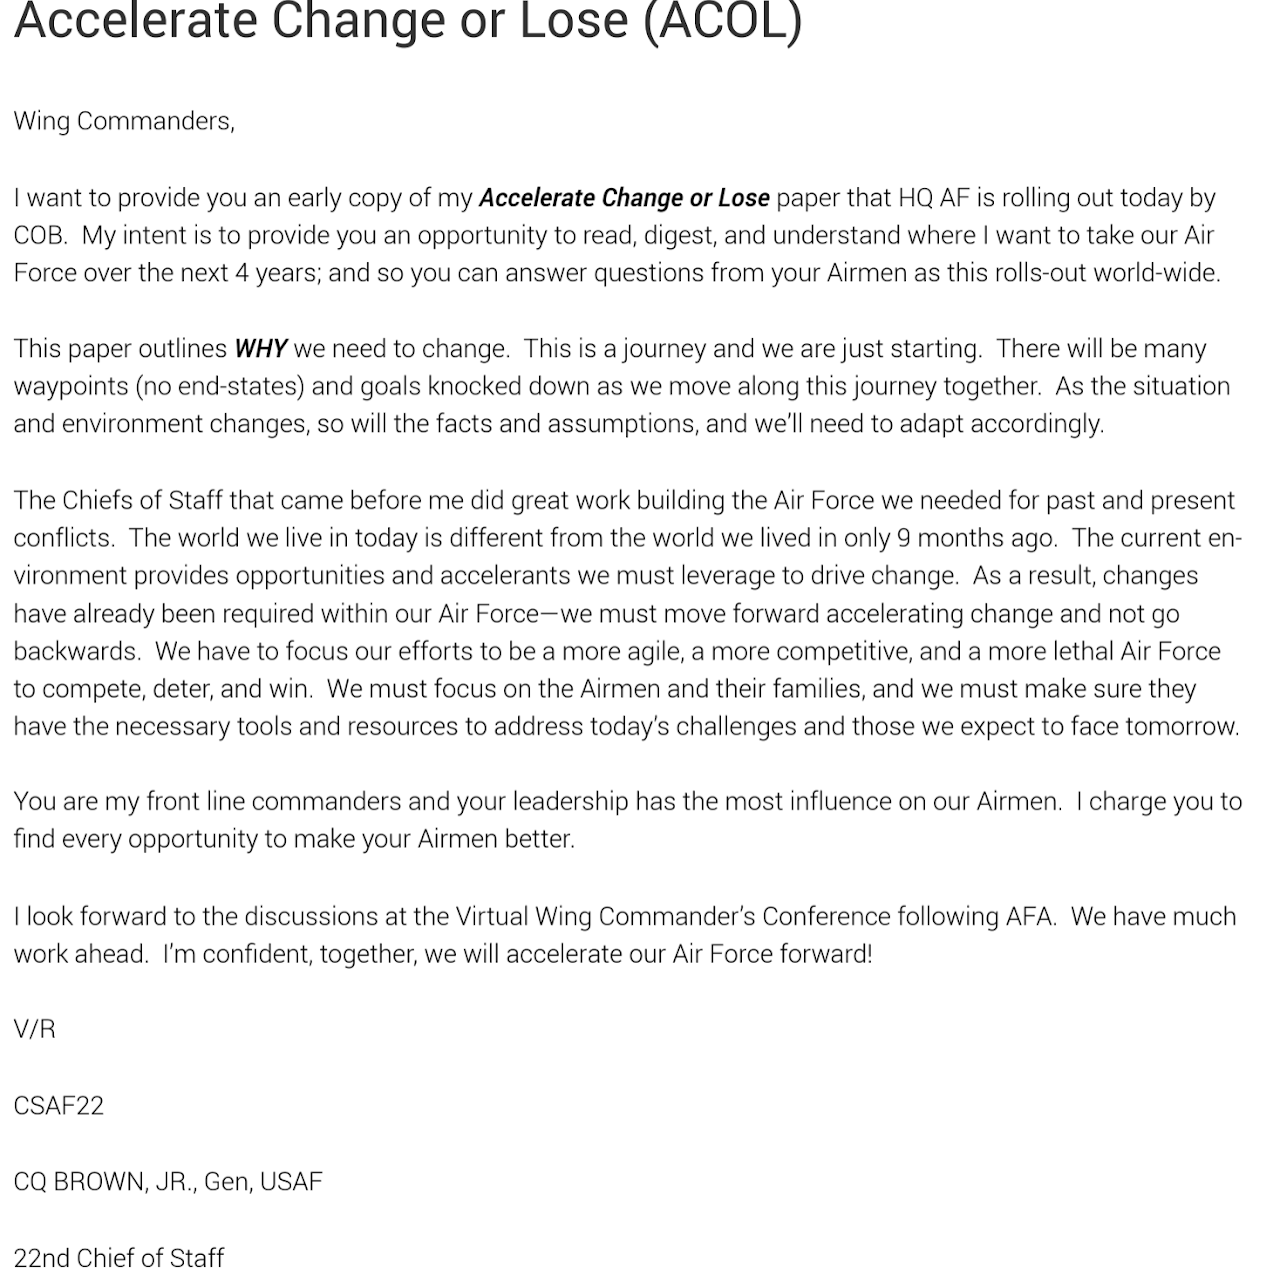 Accelerate Change or Lose (ACOL)
Wing Commanders,
I want to provide you an early copy of my Accelerate Change or Lose paper that HQ AF is rolling out today by
COB.  My intent is to provide you an opportunity to read, digest, and understand where I want to take our Air
Force over the next 4 years; and so you can answer questions from your Airmen as this rolls-out world-wide.
This paper outlines WHY we need to change.  This is a journey and we are just starting.  There will be many
waypoints (no end-states) and goals knocked down as we move along this journey together.  As the situation
and environment changes, so will the facts and assumptions, and we’ll need to adapt accordingly.
The Chiefs of Staff that came before me did great work building the Air Force we needed for past and present
conflicts.  The world we live in today is different from the world we lived in only 9 months ago.  The current en-
vironment provides opportunities and accelerants we must leverage to drive change.  As a result, changes
have already been required within our Air Force—we must move forward accelerating change and not go
backwards.  We have to focus our efforts to be a more agile, a more competitive, and a more lethal Air Force
to compete, deter, and win.  We must focus on the Airmen and their families, and we must make sure they
have the necessary tools and resources to address today’s challenges and those we expect to face tomorrow.
You are my front line commanders and your leadership has the most influence on our Airmen.  I charge you to
find every opportunity to make your Airmen better.
I look forward to the discussions at the Virtual Wing Commander’s Conference following AFA.  We have much
work ahead.  I’m confident, together, we will accelerate our Air Force forward!
V/R
CSAF22
CQ BROWN, JR., Gen, USAF
22nd Chief of Staff